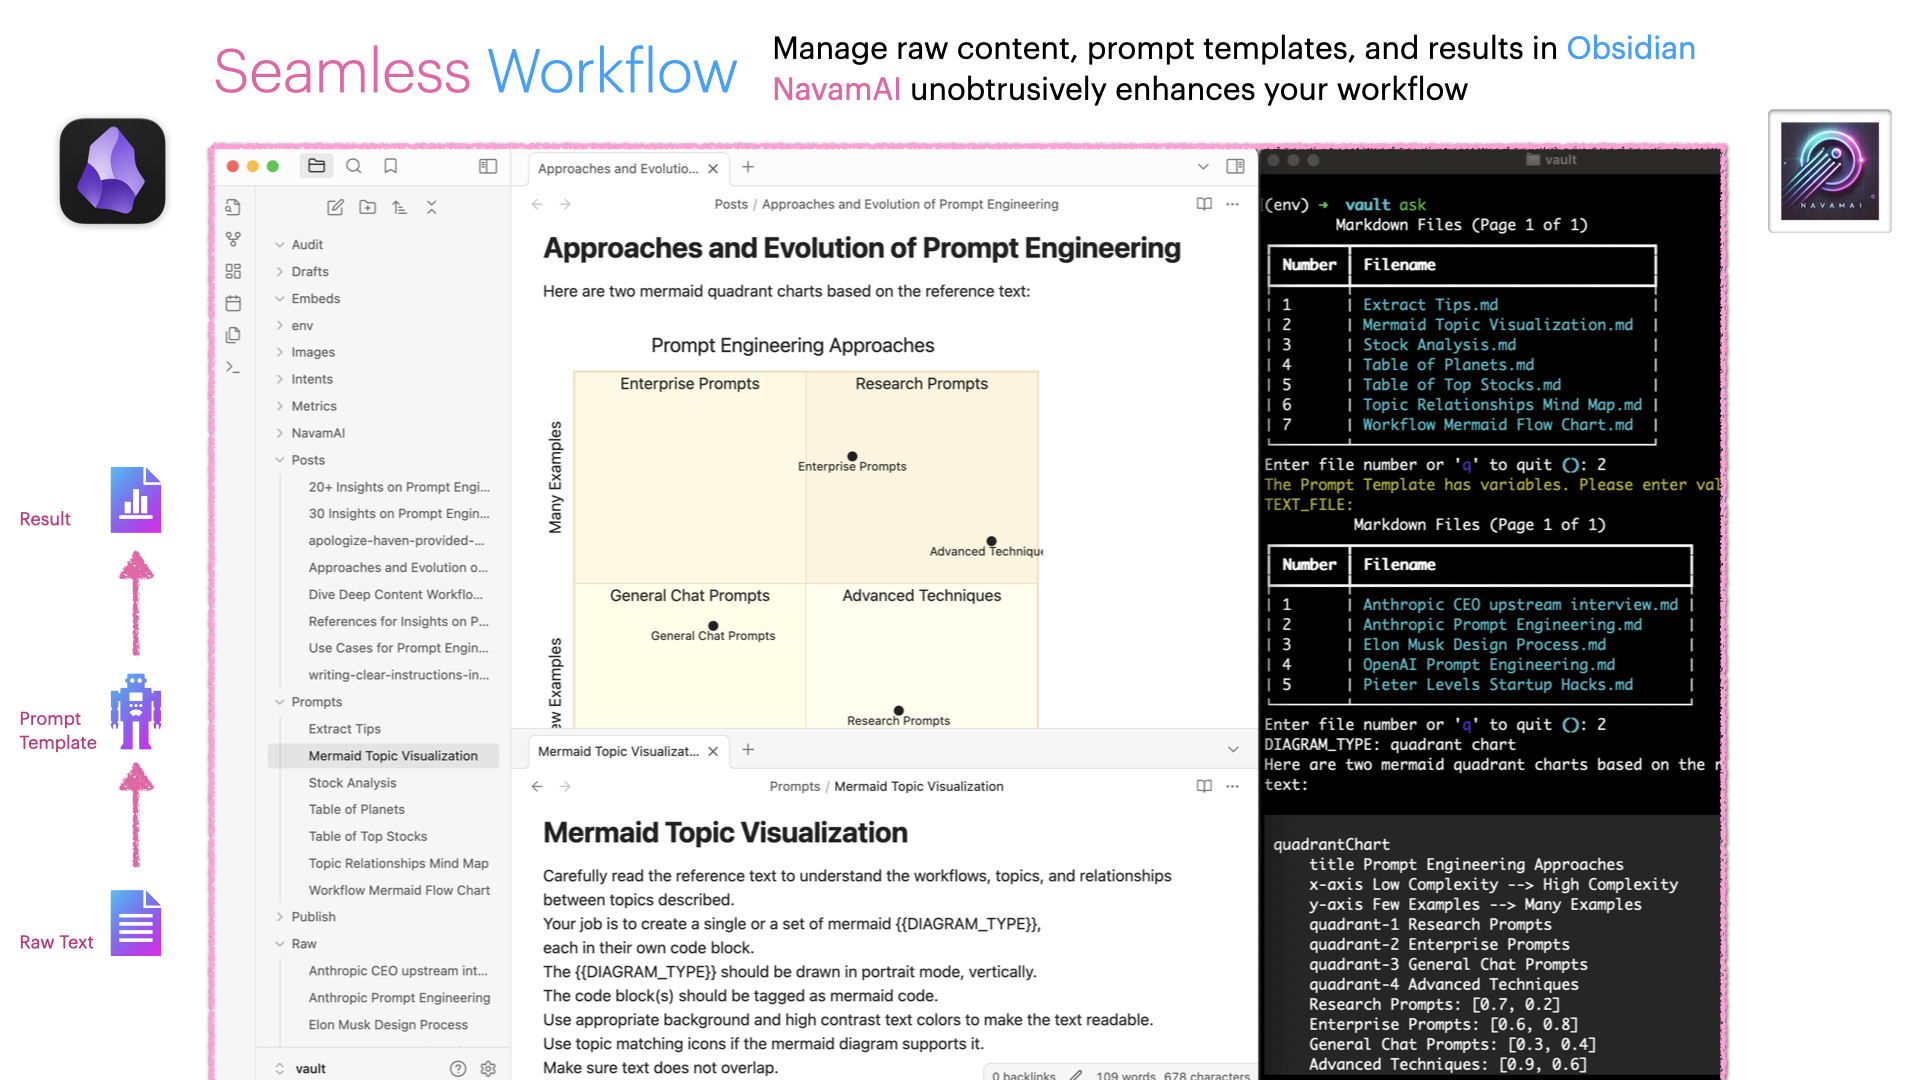 Seamless Workflow
Manage raw content, prompt templates, and results in Obsidian
NavamAI unobtrusively enhances your workflow
NAVAMAI
Result
Prompt
Template
Raw Text
Audit
Drafts
Embeds
env
Images
Intents
Metrics
NavamAI
Posts
20+ Insights on Prompt Engi...
30 Insights on Prompt Engin...
apologize-haven-provided-...
Approaches and Evolution o...
Dive Deep Content Workflo...
References for Insights on P...
Use Cases for Prompt Engin...
writing-clear-instructions-in...
Prompts
Extract Tips
Mermaid Topic Visualization
Stock Analysis
Table of Planets
Table of Top Stocks
Topic Relationships Mind Map
Workflow Mermaid Flow Chart
Publish
Raw
Anthropic CEO upstream int...
Anthropic Prompt Engineering
Elon Musk Design Process
vault
Approaches and Evolutio...
Posts / Approaches and Evolution of Prompt Engineering
Approaches and Evolution of Prompt Engineering
Here are two mermaid quadrant charts based on the reference text:
Prompt Engineering Approaches
Enterprise Prompts
Research Prompts
Many Examples
Enterprise Prompts
Advanced Technique
General Chat Prompts
Advanced Techniques
General Chat Prompts
Examples
Research Prompts
Mermaid Topic Visualizat...
Prompts / Mermaid Topic Visualization
Mermaid Topic Visualization
Carefully read the reference text to understand the workflows, topics, and relationships
between topics described.
Your job is to create a single or a set of mermaid {{DIAGRAM_TYPE}},
each in their own code block.
The {{DIAGRAM_TYPE}} should be drawn in portrait mode, vertically.
The code block(s) should be tagged as mermaid code.
Use appropriate background and high contrast text colors to make the text readable.
Use topic matching icons if the mermaid diagram supports it.
Make sure text does not overlap.
0 backlinks 109 words 678 characters
vault
(env) → vault ask
Markdown Files (Page 1 of 1)
Number Filename
1 Extract Tips.md
2 Mermaid Topic Visualization.md
3 Stock Analysis.md
4 Table of Planets.md
5 Table of Top Stocks.md
6 Topic Relationships Mind Map.md
7 Workflow Mermaid Flow Chart.md
Enter file number or 'q' to quit (): 2
The Prompt Template has variables. Please enter val
TEXT_FILE:
Markdown Files (Page 1 of 1)
Number Filename
1 Anthropic CEO upstream interview.md
2 Anthropic Prompt Engineering.md
3 Elon Musk Design Process.md
4 OpenAI Prompt Engineering.md
5 Pieter Levels Startup Hacks.md
Enter file number or 'q' to quit (): 2
DIAGRAM_TYPE: quadrant chart
Here are two mermaid quadrant charts based on the
text:
quadrantChart
title Prompt Engineering Approaches
x-axis Low Complexity --> High Complexity
y-axis Few Examples --> Many Examples
quadrant-1 Research Prompts
quadrant-2 Enterprise Prompts
quadrant-3 General Chat Prompts
quadrant-4 Advanced Techniques
Research Prompts: [0.7, 0.2]
Enterprise Prompts: [0.6, 0.8]
General Chat Prompts: [0.3, 0.4]
Advanced Techniques: [0.9, 0.6]